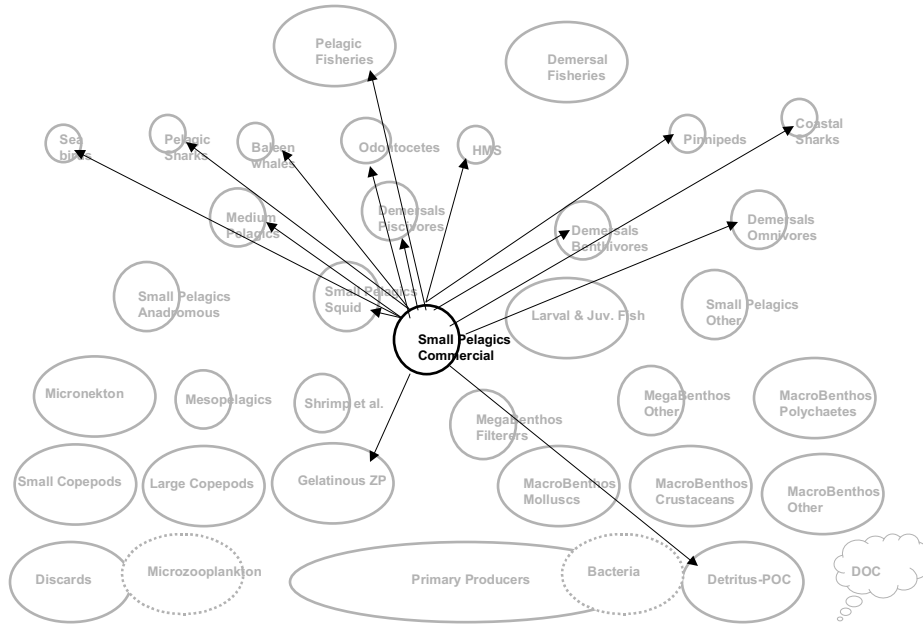 Pelagic
Fisheries
Demersal
Fisheries
Sea
birds
Pelagic
Sharks
Baleen
whales
Odontocetes
HMS
Pinnipeds
Coastal
Sharks
Medium
Pelagics
Demersals
Piscivores
Demersals
Benthivores
Demersals
Omnivores
Small Pelagics
Anadromous
Small Pelagics
Squid
Larval & Juv. Fish
Small Pelagics
Other
Small Pelagics
Commercial
Micronekton
Mesopelagics
Shrimp et al.
MegaBenthos
Filterers
MegaBenthos
Other
MacroBenthos
Polychaetes
Small Copepods
Large Copepods
Gelatinous ZP
MacroBenthos
Molluscs
MacroBenthos
Crustaceans
MacroBenthos
Other
Discards
Microzooplankton
Primary Producers
Bacteria
Detritus-POC
DOC